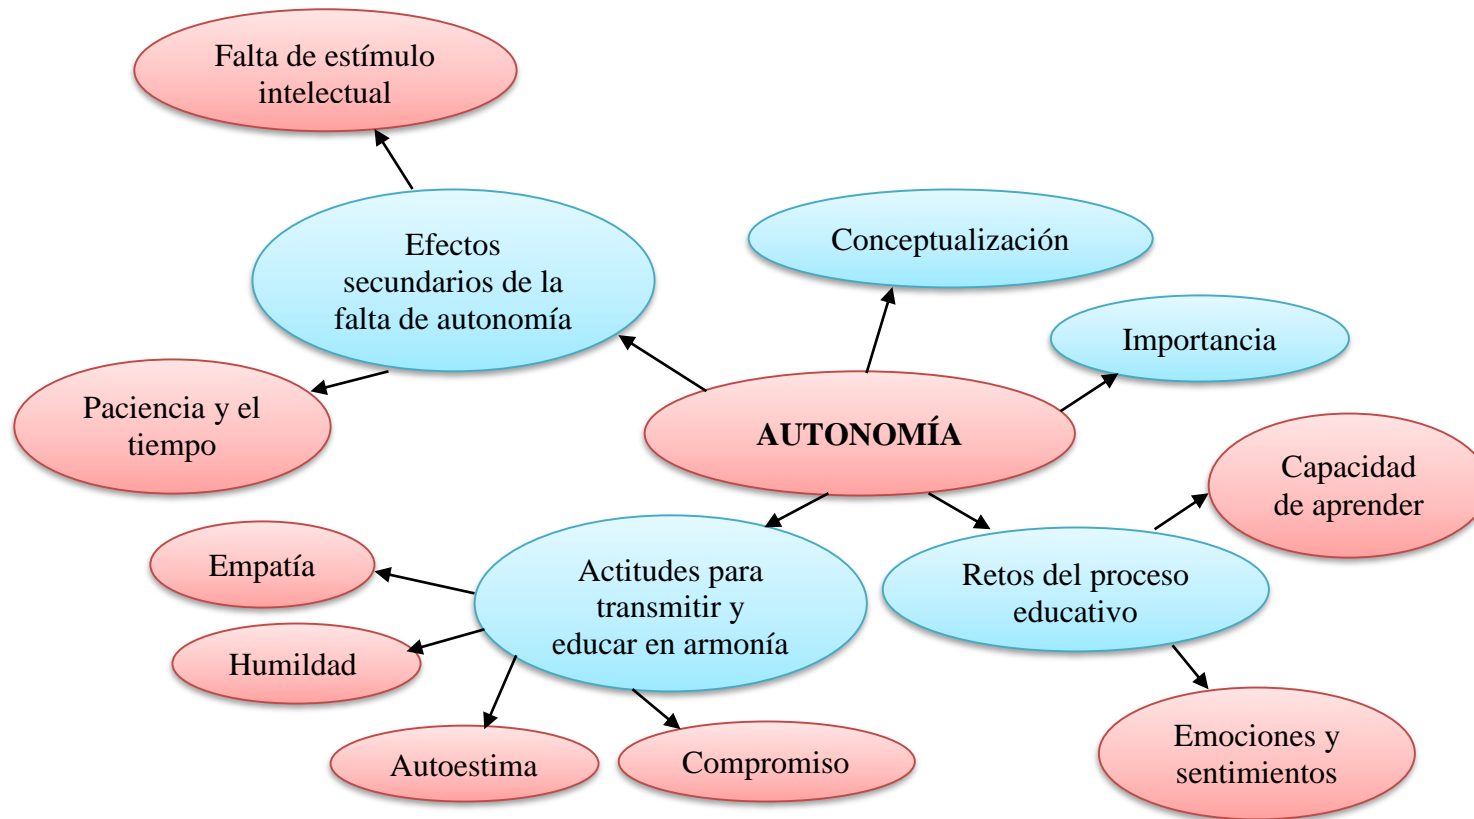 Falta de estímulo
intelectual
Efectos
secundarios de la
falta de autonomía
Conceptualización
Importancia
Paciencia y el
tiempo
AUTONOMÍA
Capacidad
de aprender
Empatía
Actitudes para
transmitir y
educar en armonía
Retos del proceso
educativo
Humildad
Autoestima
Compromiso
Emociones y
sentimientos